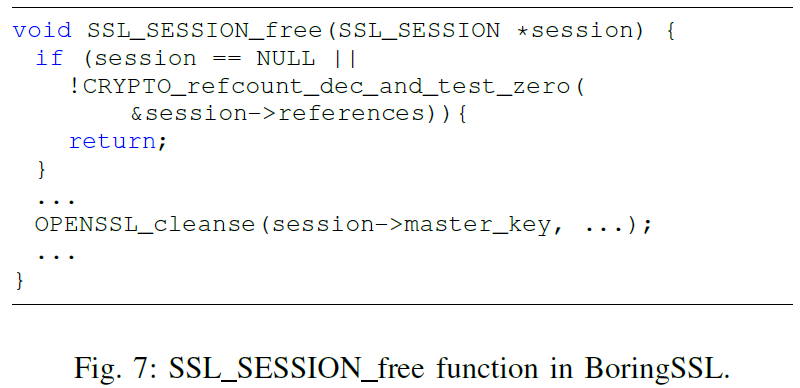 void SSL_SESSION_free(SSL_SESSION *session) {
  if (session == NULL ||
    !CRYPTO_refcount_dec_and_test_zero(
        &session->references)){
    return;
  }
  ...
  OPENSSL_cleanse(session->master_key, ...);
  ...
}
Fig. 7: SSL_SESSION_free function in BoringSSL.